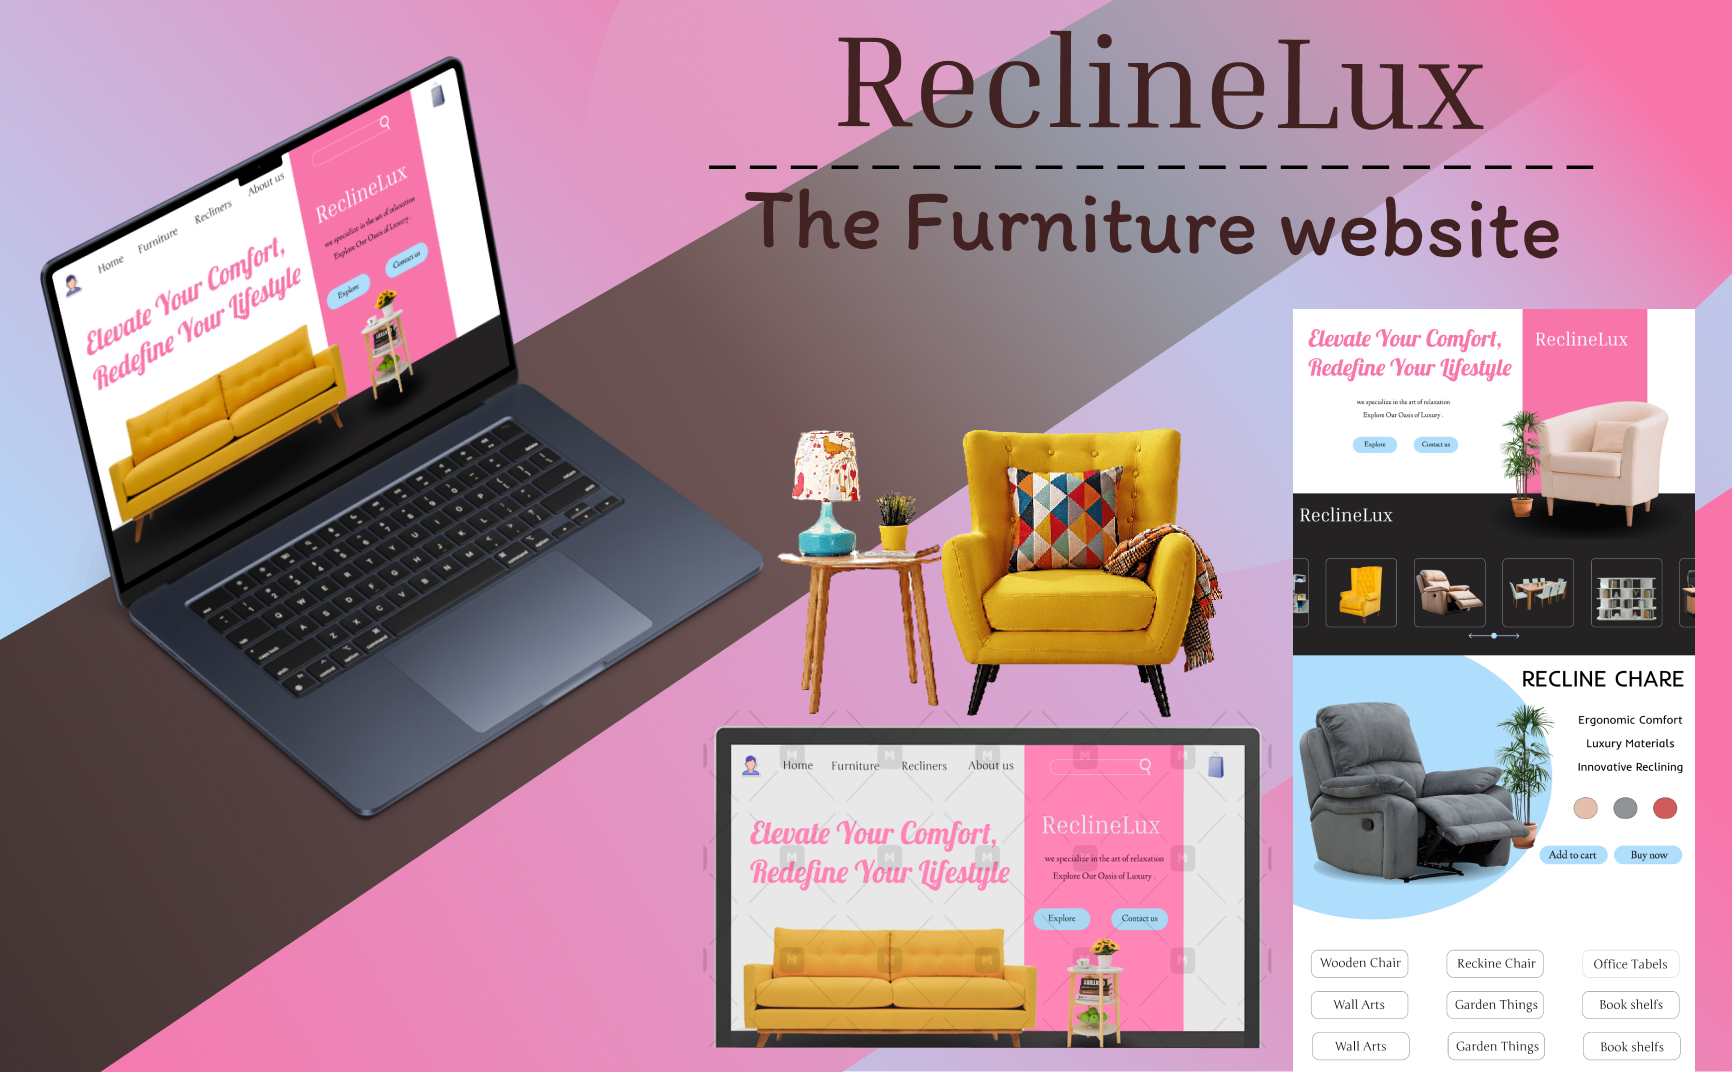 ReclineLux
The Furniture website
Home
Furniture
Recliners
About us
Elevate Your Comfort,
Redefine Your Lifestyle
ReclineLux
we specialize in the art of relaxation
Explore Our Oasis of Luxury .
Explore
Contact us
Elevate Your Comfort,
Redefine Your Lifestyle
we specialize in the art of relaxation
Explore Our Oasis of Luxury .
Explore
Contact us
ReclineLux
ReclineLux
RECLINE CHARE
Ergonomic Comfort
Luxury Materials
Innovative Reclining
Add to cart
Buy now
Wooden Chair
Reckine Chair
Office Tabels
Wall Arts
Garden Things
Book shelfs
Wall Arts
Garden Things
Book shelfs
Home
Furniture
Recliners
About us
Elevate Your Comfort,
Redefine Your Lifestyle
ReclineLux
we specialize in the art of relaxation
Explore Our Oasis of Luxury .
Explore
Contact us